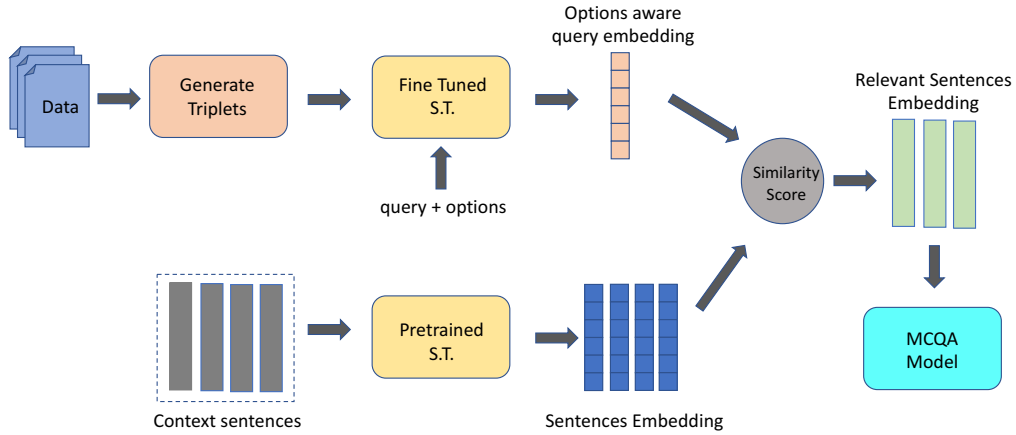 Data
Generate
Triplets
Fine Tuned
S.T.
query + options
Options aware
query embedding
Similarity
Score
Relevant Sentences
Embedding
Context sentences
Pretrained
S.T.
Sentences Embedding
MCQA
Model